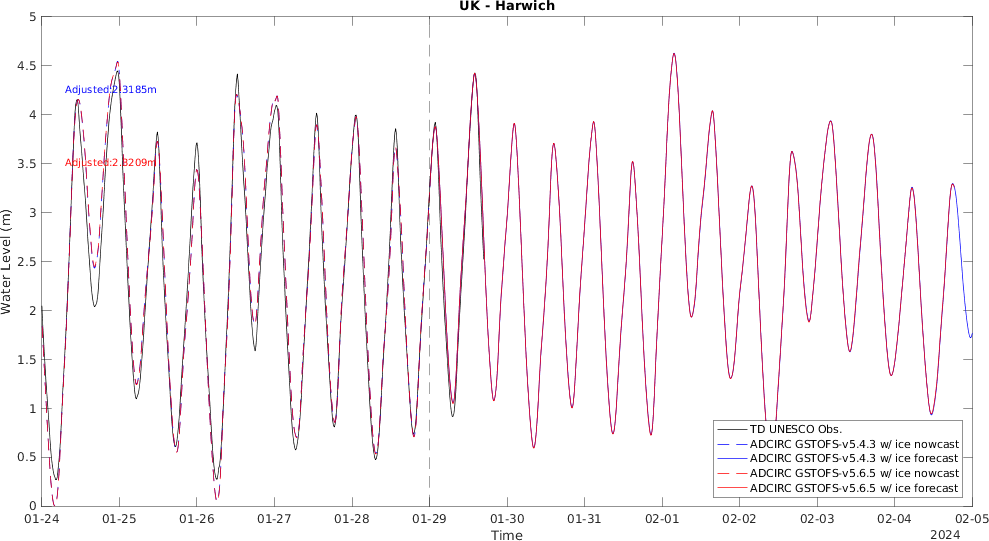 UK - Harwich
5
4.5
4
3.5
3
2.5
2
1.5
1
0.5
0
Water Level (m)
Adjusted:2.3185m
Adjusted:2.3209m
TD UNESCO Obs.
ADCIRC GSTOFS-v5.4.3 w/ ice nowcast
ADCIRC GSTOFS-v5.4.3 w/ ice forecast
ADCIRC GSTOFS-v5.6.5 w/ ice nowcast
ADCIRC GSTOFS-v5.6.5 w/ ice forecast
01-24 01-25 01-26 01-27 01-28 01-29 01-30 01-31 02-01 02-02 02-03 02-04 02-05
Time
2024